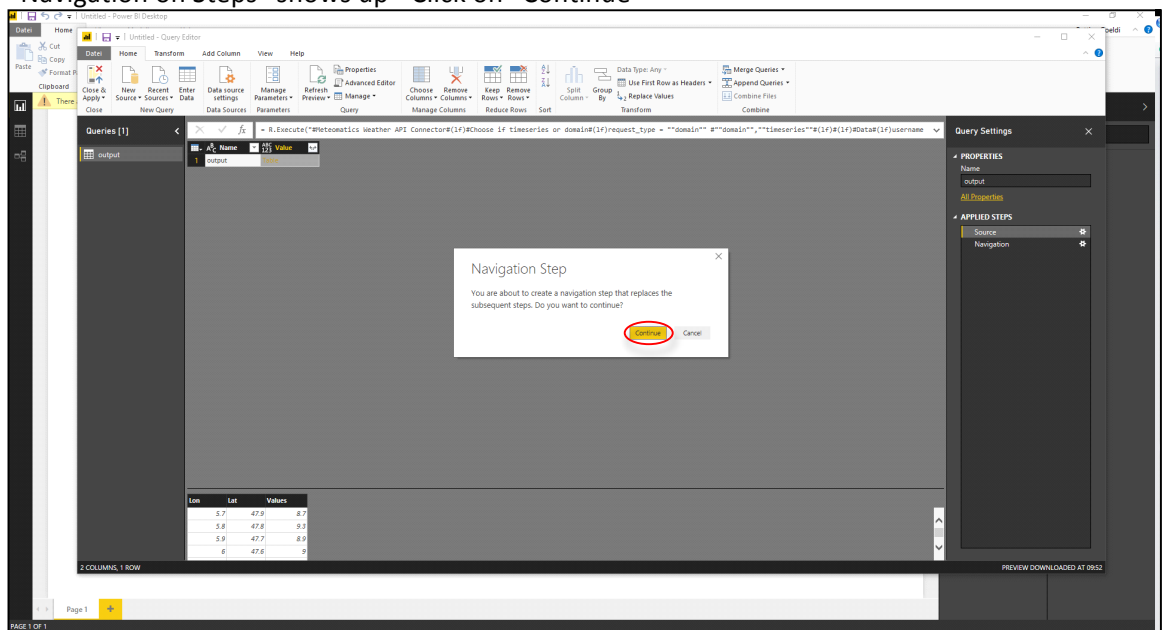 "Navigation on Steps" shows up - Click on "Continue"
Untitled - Power BI Desktop
Datei Home
Untitled - Query Editor
Datei Home Transform Add Column View Help
Cut
Copy
Format P
Paste
Clipboard
Close & Apply
New Source
Recent Sources
Enter Data
Data source settings
Manage Parameters
Refresh Preview
Properties
Advanced Editor
Manage
Choose Columns
Remove Columns
Keep Rows
Remove Rows
Split Column
Group By
Data Type: Any
Use First Row as Headers
Replace Values
Merge Queries
Append Queries
Combine Files
Close New Query Data Sources Parameters Query Manage Columns Reduce Rows Sort Transform Combine
There
Queries [1]
output
= R.Execute("#Meteomatics Weather API Connector#(lf)#Choose if timeseries or domain#(lf)request_type = ""domain"" #""domain"",""timeseries""#(lf)#(lf)#Data#(lf)username
Name Value
1 output Table
Query Settings
PROPERTIES
Name
output
All Properties
APPLIED STEPS
Source
Navigation
Navigation Step
You are about to create a navigation step that replaces the
subsequent steps. Do you want to continue?
Continue Cancel
Lon Lat Values
5.7 47.9 8.7
5.8 47.8 9.3
5.9 47.7 8.9
6 47.6 9
2 COLUMNS, 1 ROW
PREVIEW DOWNLOADED AT 09:52
Page 1
PAGE 1 OF 1